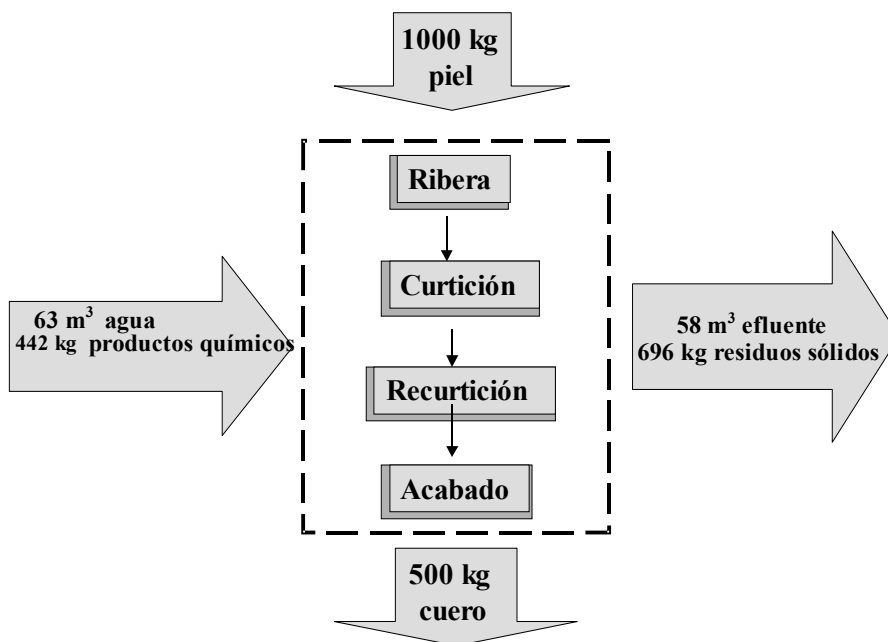 1000 kg
piel
Ribera
Curtición
Recurtición
Acabado
63 m³ agua
442 kg productos químicos
58 m³ efluente
696 kg residuos sólidos
500 kg
cuero